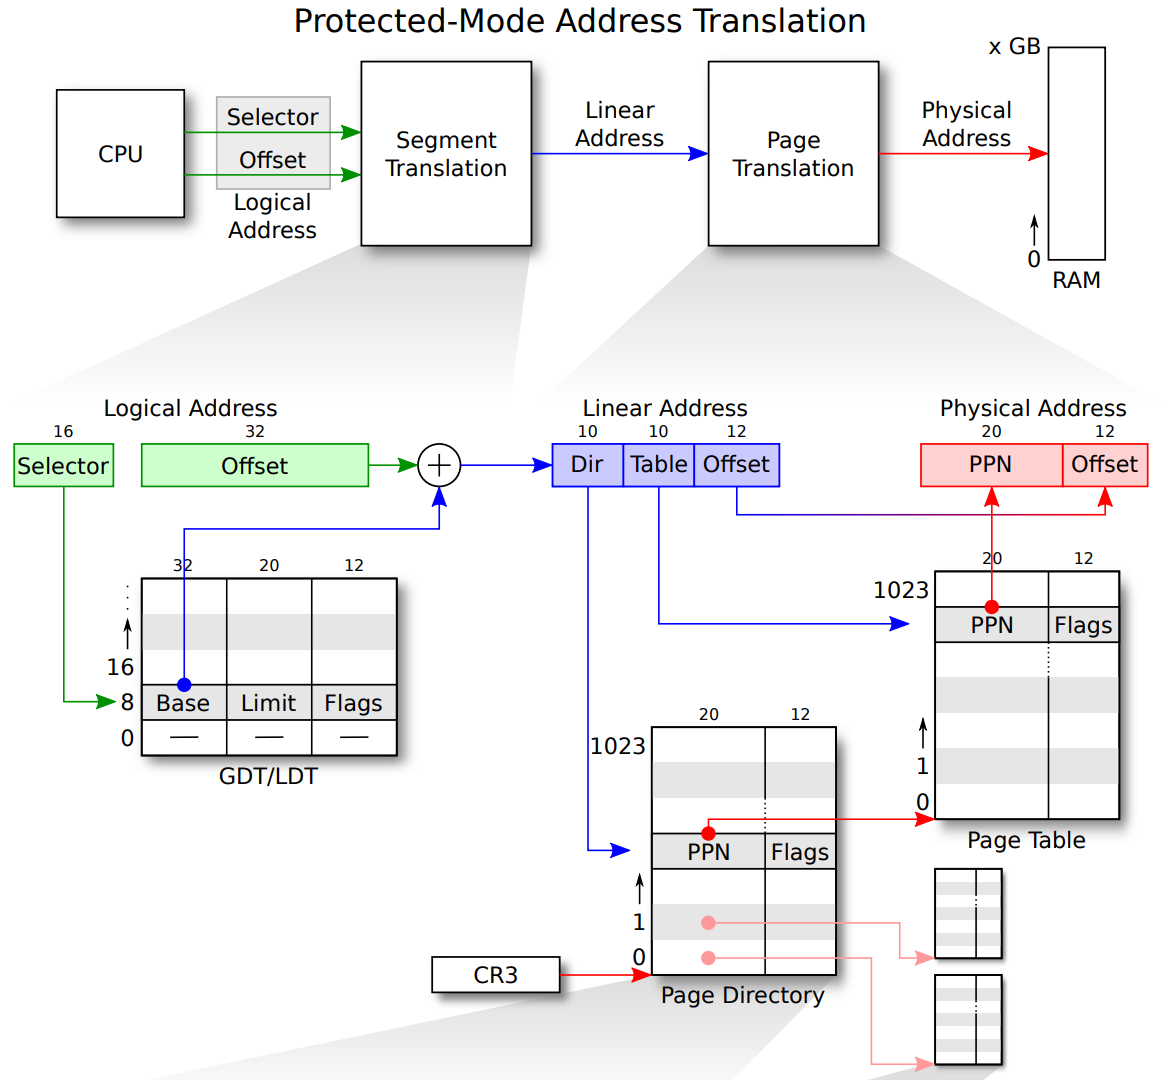 Protected-Mode Address Translation
x GB
CPU
Selector
Offset
Logical
Address
Segment
Translation
Linear
Address
Page
Translation
Physical
Address
0
RAM
Logical Address
16
32
Selector
Offset
Linear Address
10
10
12
Dir
Table
Offset
Physical Address
20
12
PPN
Offset
32
20
12
16
8
0
Base
Limit
Flags
GDT/LDT
20
12
1023
PPN
Flags
1
0
Page Table
20
12
1023
PPN
Flags
1
0
Page Directory
CR3